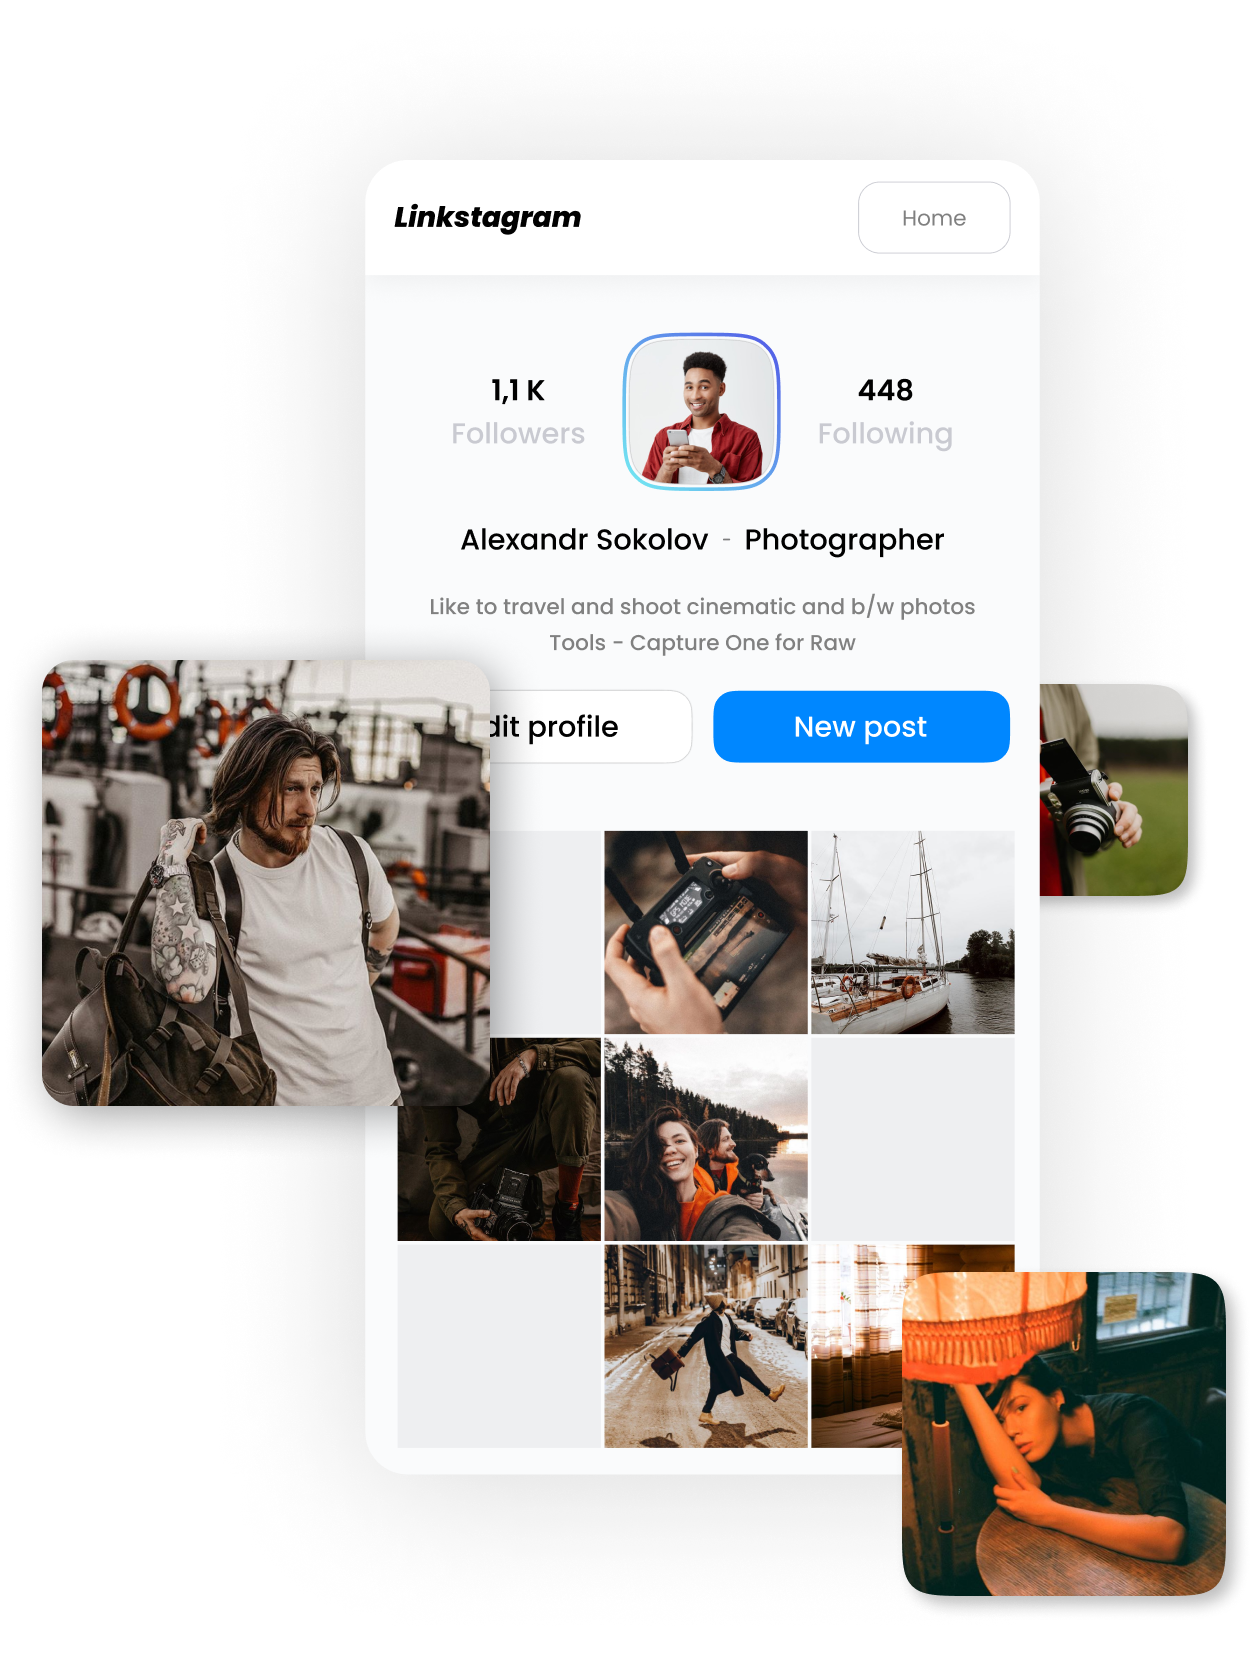 Linkstagram
Home
1,1 K
Followers
448
Following
Alexandr Sokolov - Photographer
Like to travel and shoot cinematic and b/w photos
Tools - Capture One for Raw
dit profile
New post